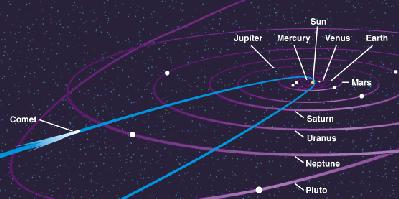 Sun
Jupiter
Mercury
Venus
Earth
Mars
Comet
Saturn
Uranus
Neptune
Pluto